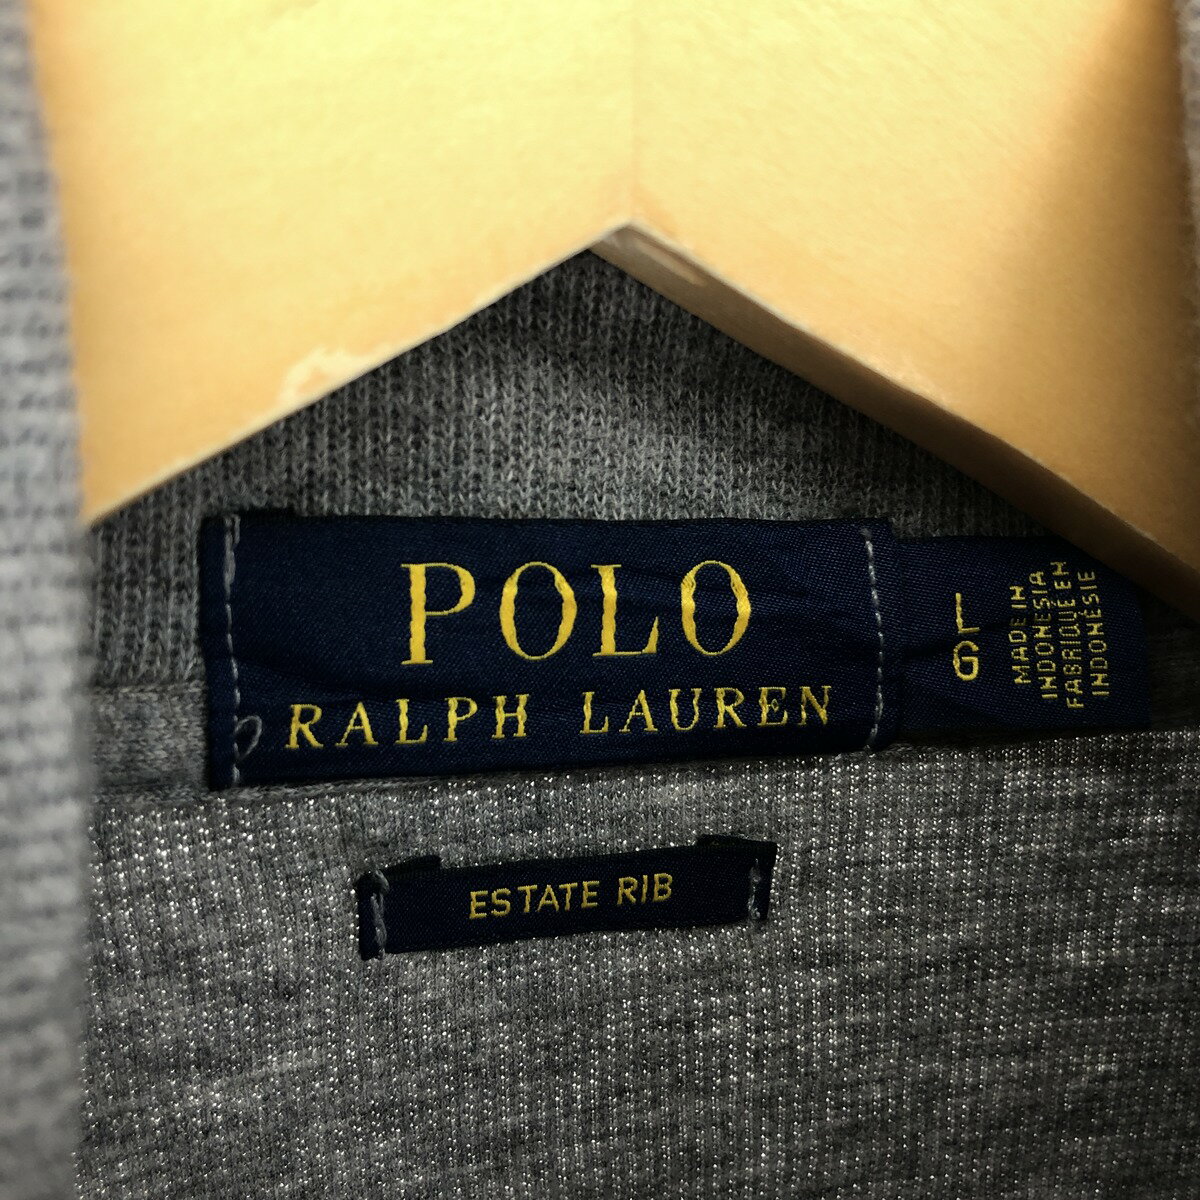 POLO
RALPH LAUREN
L
G
MADE IN
INDONESIA
FABRIQUÉ EN
INDONÉSIE
ESTATE RIB